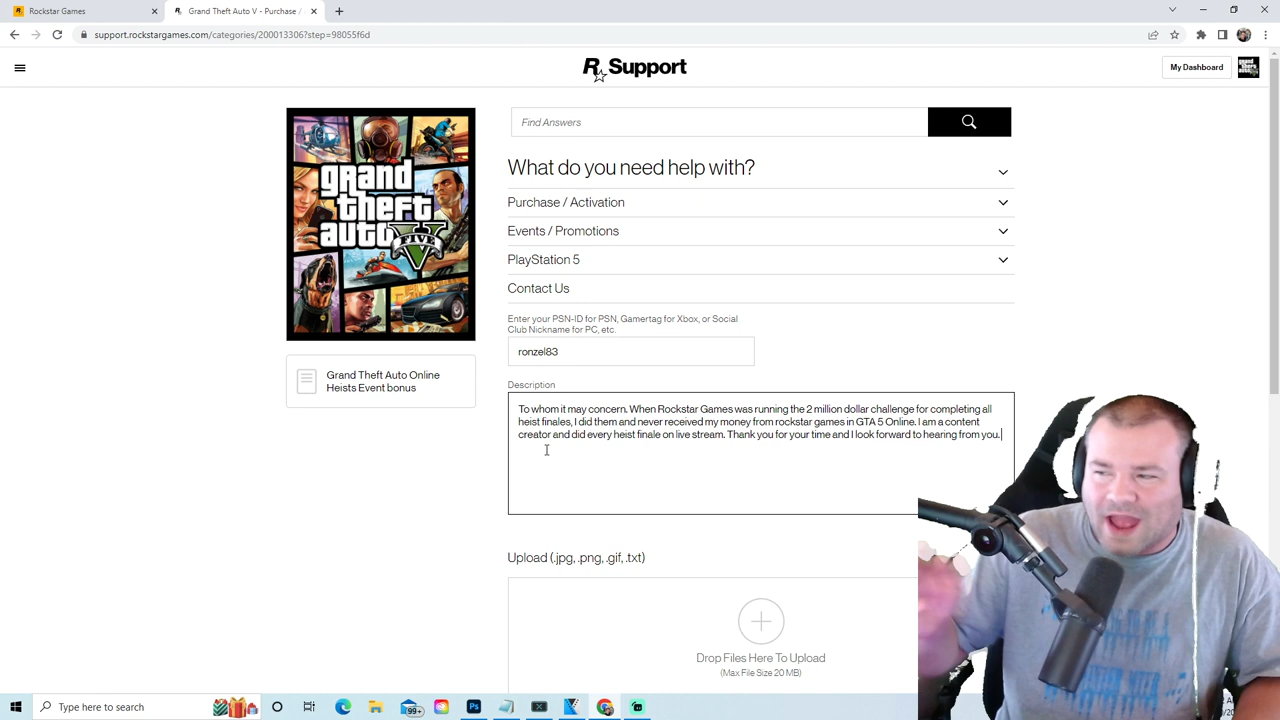 Rockstar Games
Grand Theft Auto V - Purchase /
support.rockstargames.com/categories/200013306?step=98055f6d
R Support
My Dashboard
grand
theft
auto V
grand
theft
auto
V
FIVE
Find Answers
What do you need help with?
Purchase / Activation
Events / Promotions
PlayStation 5
Contact Us
Enter your PSN-ID for PSN, Gamertag for Xbox, or Social
Club Nickname for PC, etc.
ronzel83
Grand Theft Auto Online
Heists Event bonus
Description
To whom it may concern. When Rockstar Games was running the 2 million dollar challenge for completing all
heist finales, I did them and never received my money from rockstar games in GTA 5 Online. I am a content
creator and did every heist finale on live stream. Thank you for your time and I look forward to hearing from you.
Upload (.jpg, .png, .gif, .txt)
Drop Files Here To Upload
(Max File Size 20 MB)
Type here to search
99+
Ps